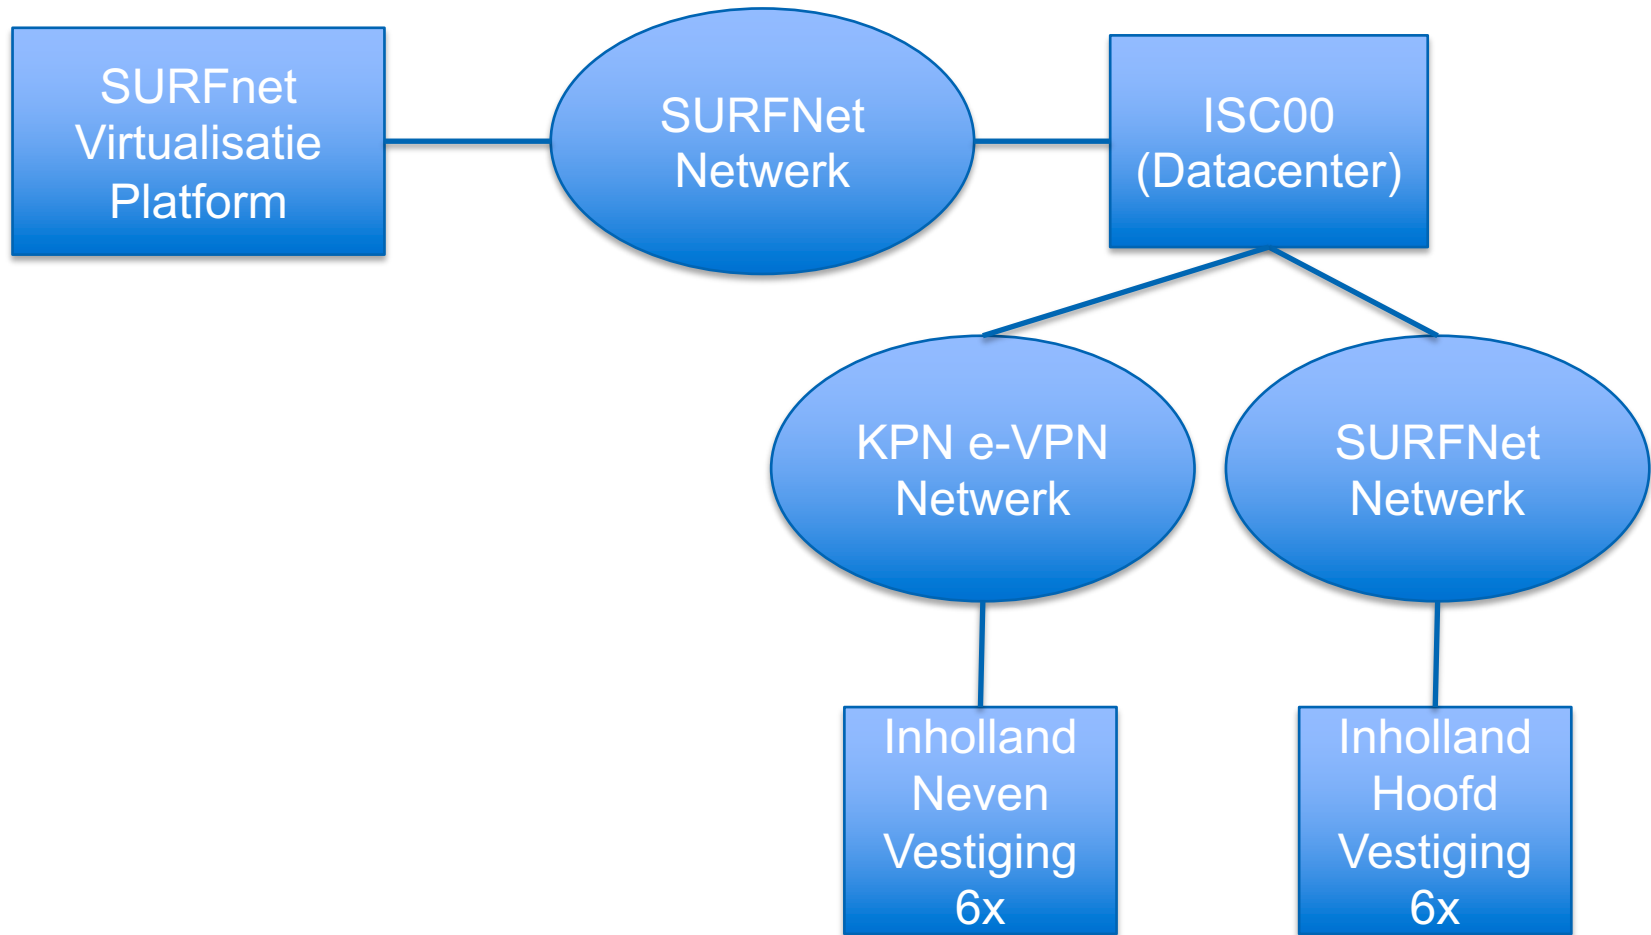 SURFnet
Virtualisatie
Platform
SURFNet
Netwerk
ISC00
(Datacenter)
KPN e-VPN
Netwerk
SURFNet
Netwerk
Inholland
Neven
Vestiging
6x
Inholland
Hoofd
Vestiging
6x